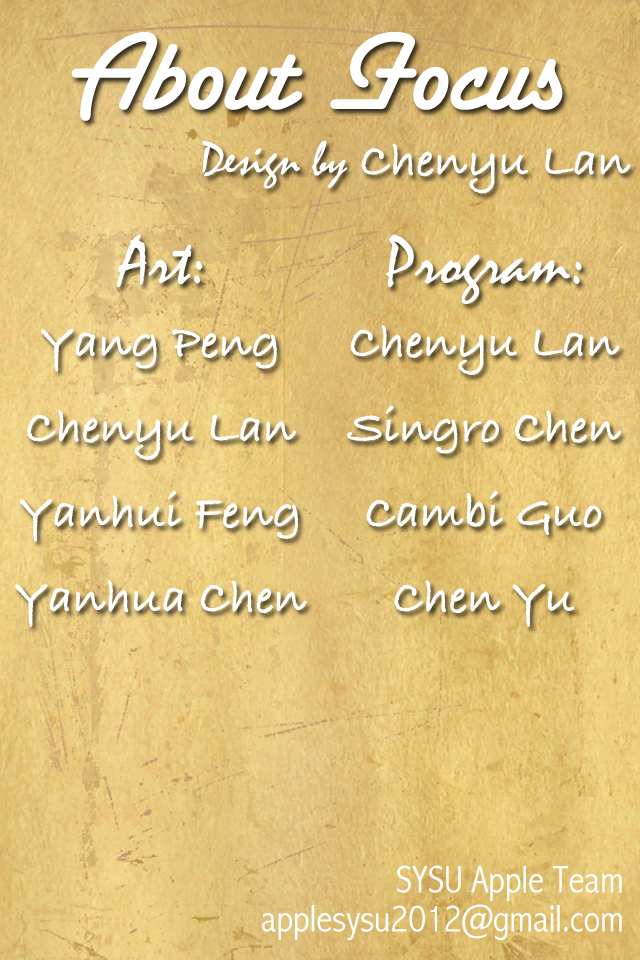 About Focus
Design by Chenyu Lan
Art:
Yang Peng
Chenyu Lan
Yanhui Feng
Yanhua Chen
Program:
Chenyu Lan
Singro Chen
Cambi Guo
Chen Yu
SYSU Apple Team
applesysu2012@gmail.com